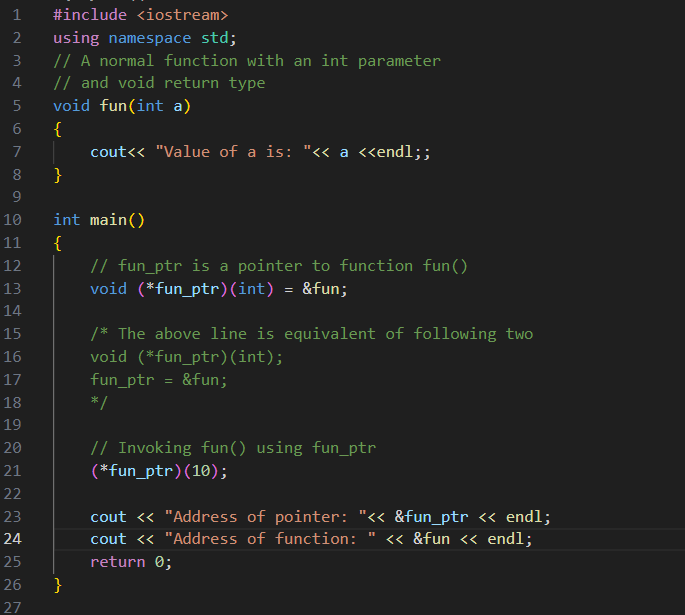 1 #include <iostream>
2 using namespace std;
3 // A normal function with an int parameter
4 // and void return type
5 void fun(int a)
6 {
7     cout<< "Value of a is: "<< a <<endl;;
8 }
9
10 int main()
11 {
12     // fun_ptr is a pointer to function fun()
13     void (*fun_ptr)(int) = &fun;
14
15     /* The above line is equivalent of following two
16     void (*fun_ptr)(int);
17     fun_ptr = &fun;
18     */
19
20     // Invoking fun() using fun_ptr
21     (*fun_ptr)(10);
22
23     cout << "Address of pointer: "<< &fun_ptr << endl;
24     cout << "Address of function: " << &fun << endl;
25     return 0;
26 }
27